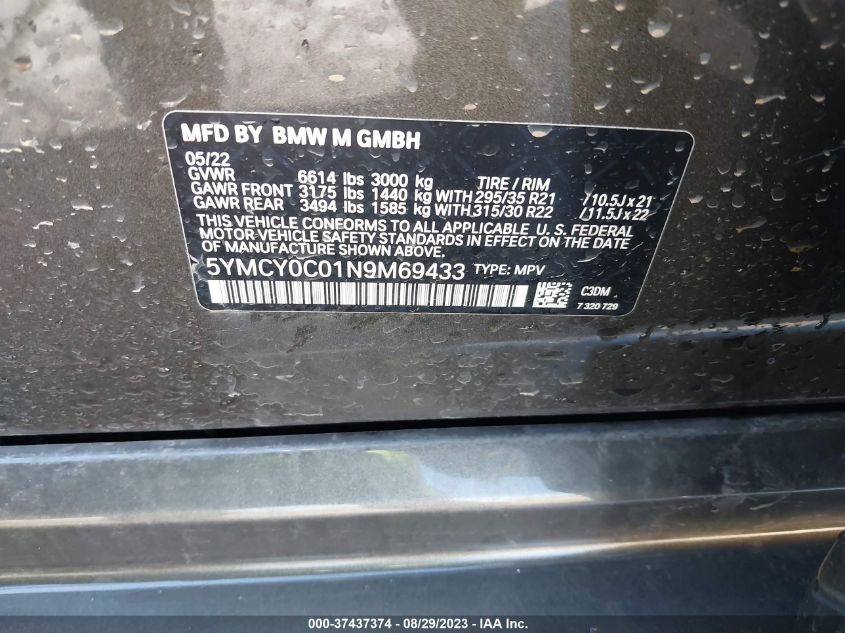 MFD BY BMW M GMBH
05/22
GVWR 6614 lbs 3000 kg TIRE / RIM
GAWR FRONT 3175 lbs 1440 kg WITH 295/35 R21 /10.5J x 21
GAWR REAR 3494 lbs 1585 kg WITH 315/30 R22 /11.5J x 22
THIS VEHICLE CONFORMS TO ALL APPLICABLE U. S. FEDERAL
MOTOR VEHICLE SAFETY STANDARDS IN EFFECT ON THE DATE
OF MANUFACTURE SHOWN ABOVE.
5YMCY0C01N9M69433 TYPE: MPV
C3DM
7 320 729
000-37437374 / 08/29/2023 - IAA Inc.